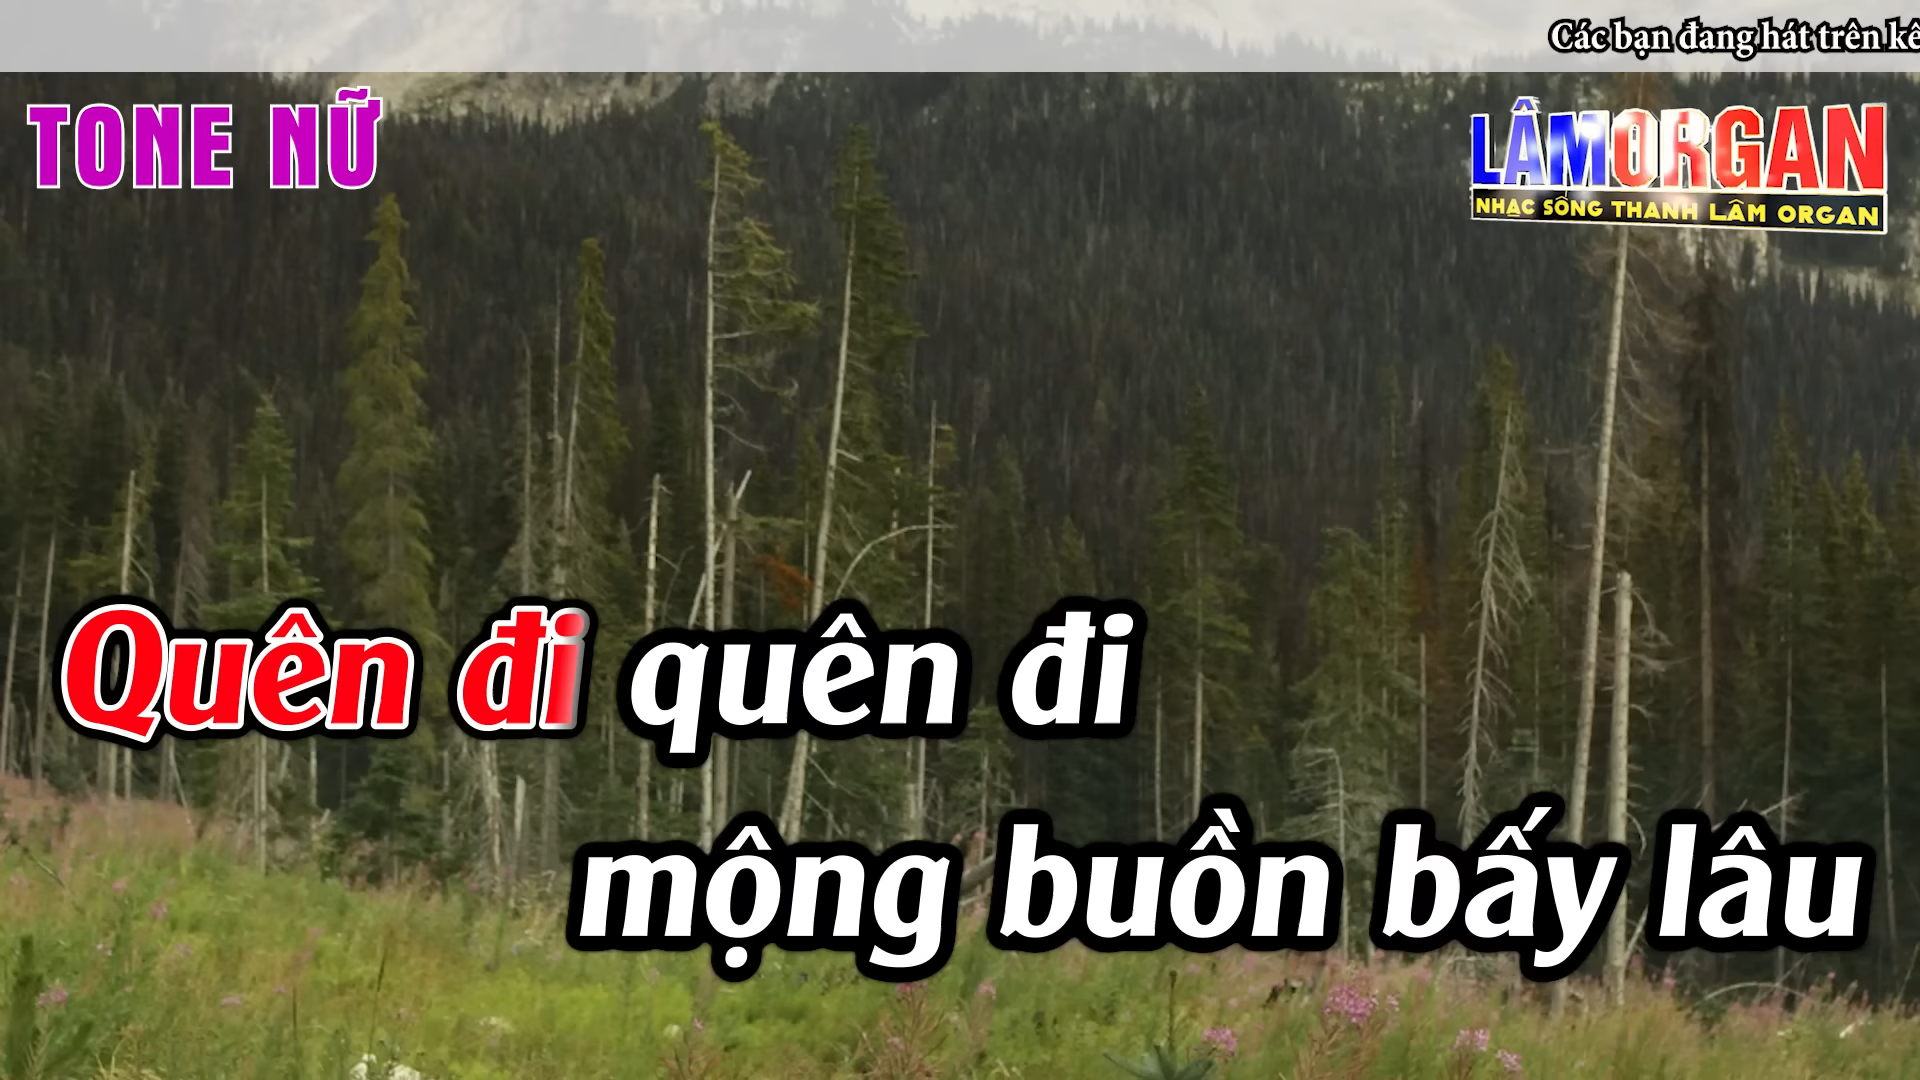 Các bạn đang hát trên kê
TONE NỮ
LÂMORGAN
NHẠC SỐNG THANH LÂM ORGAN
Quên đi quên đi
mộng buồn bấy lâu